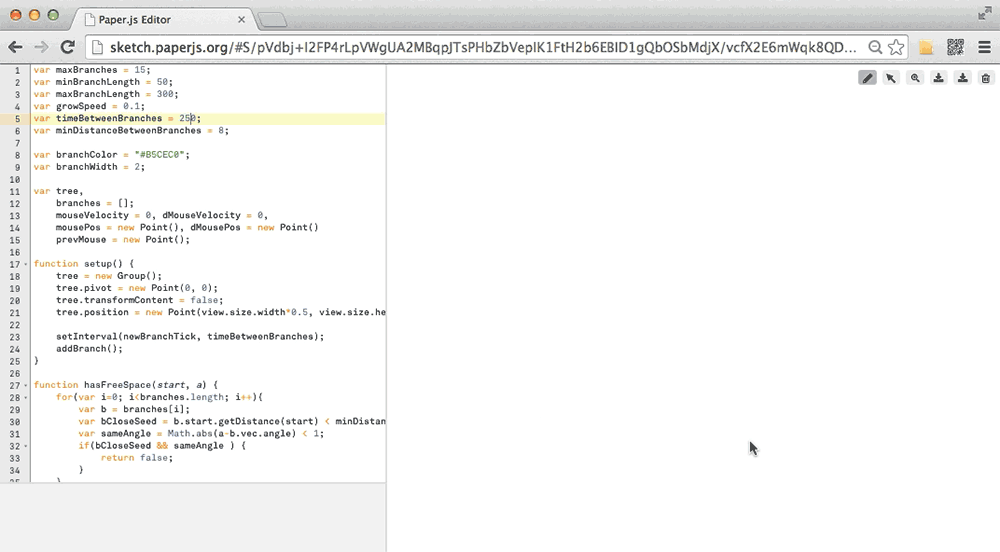 Paper.js Editor
sketch.paperjs.org/#S/pVdbj+I2FP4rLpVWgUA2MBqpJTsPHbZbVeplK1FtH2b6EBID1gQbOSbMdjX/vcfX2E6mWqk8QD...
1 var maxBranches = 15;
2 var minBranchLength = 50;
3 var maxBranchLength = 300;
4 var growSpeed = 0.1;
5 var timeBetweenBranches = 250;
6 var minDistanceBetweenBranches = 8;
7
8 var branchColor = "#B5CEC0";
9 var branchWidth = 2;
10
11 var tree,
12 branches = [];
13 mouseVelocity = 0, dMouseVelocity = 0,
14 mousePos = new Point(), dMousePos = new Point()
15 prevMouse = new Point();
16
17 function setup() {
18 tree = new Group();
19 tree.pivot = new Point(0, 0);
20 tree.transformContent = false;
21 tree.position = new Point(view.size.width*0.5, view.size.he
22
23 setInterval(newBranchTick, timeBetweenBranches);
24 addBranch();
25 }
26
27 function hasFreeSpace(start, a) {
28 for(var i=0; i<branches.length; i++){
29 var b = branches[i];
30 var bCloseSeed = b.start.getDistance(start) < minDistan
31 var sameAngle = Math.abs(a-b.vec.angle) < 1;
32 if(bCloseSeed && sameAngle ) {
33 return false;
34 }
35 }